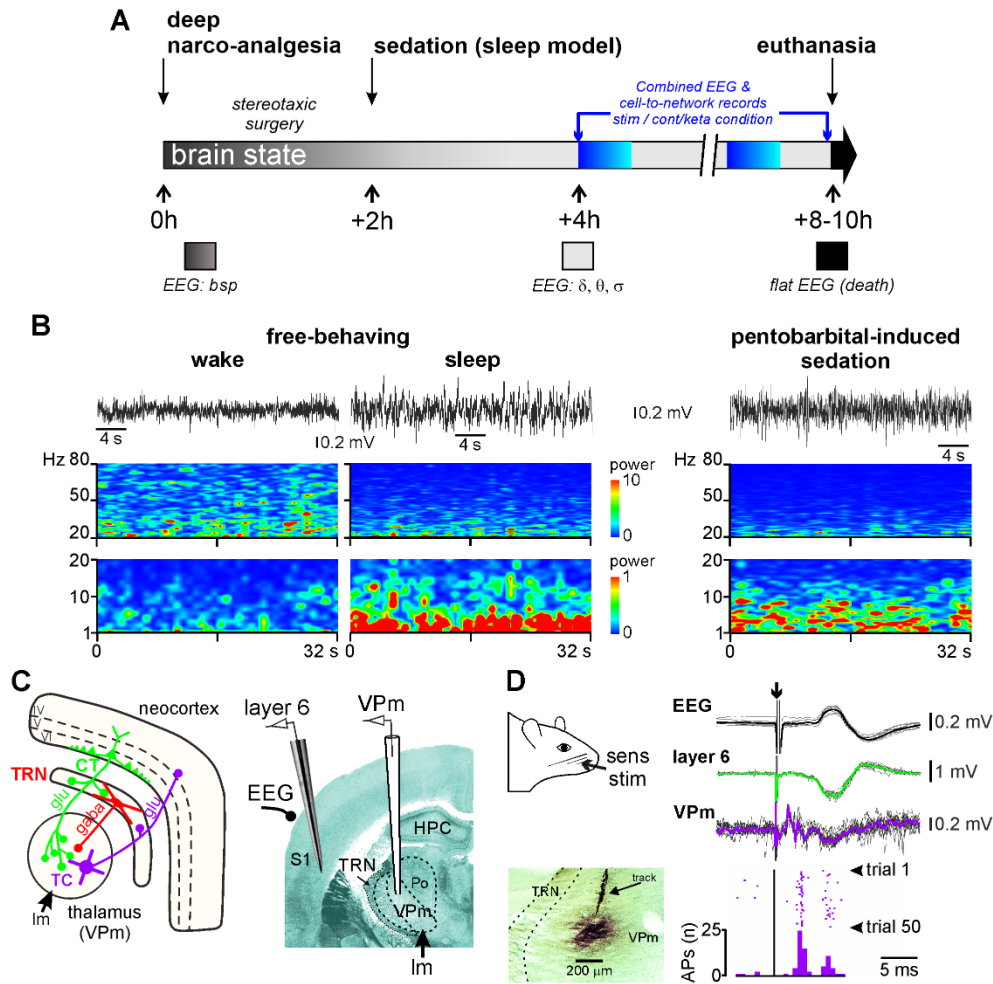 A
deep
narco-analgesia
sedation (sleep model)
euthanasia
stereotaxic
surgery
Combined EEG &
cell-to-network records
stim / cont/keta condition
brain state
0h
+2h
+4h
+8-10h
EEG: bsp
EEG: δ, θ, σ
flat EEG (death)
B
free-behaving
wake
sleep
pentobarbital-induced
sedation
4 s
0.2 mV
4 s
0.2 mV
4 s
Hz 80
50
20
power
10
0
Hz 80
50
20
20
10
1
0
32 s
0
32 s
1
0
20
10
1
0
32 s
C
neocortex
IV
V
VI
CT
TRN
glu
gaba
glu
TC
lm
thalamus
(VPm)
layer 6
VPm
EEG
S1
HPC
TRN
Po
VPm
lm
D
sens
stim
TRN
track
VPm
200 µm
EEG
0.2 mV
layer 6
1 mV
VPm
0.2 mV
trial 1
trial 50
APs (n)
25
0
5 ms